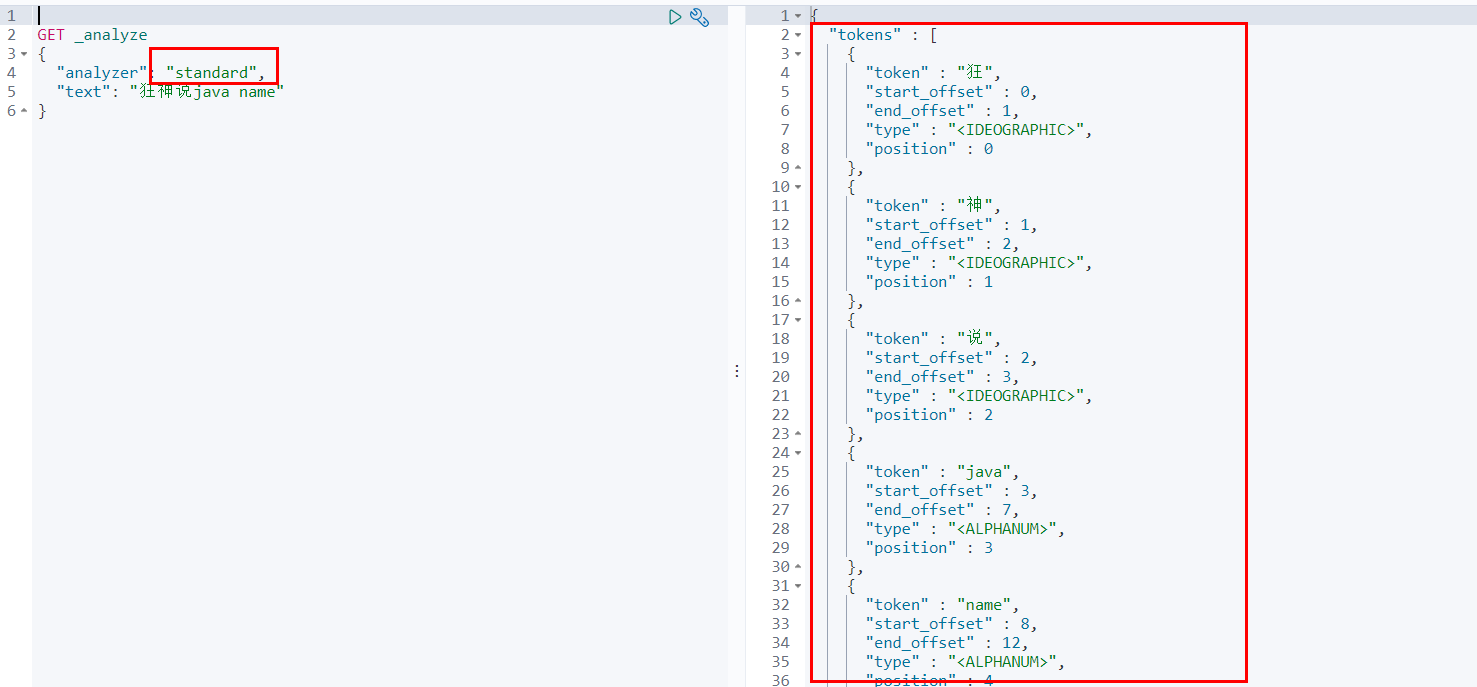 1
2 GET _analyze
3 {
4 "analyzer": "standard",
5 "text": "狂神说java name"
6 }
1 {
2 "tokens" : [
3 {
4 "token" : "狂",
5 "start_offset" : 0,
6 "end_offset" : 1,
7 "type" : "<IDEOGRAPHIC>",
8 "position" : 0
9 },
10 {
11 "token" : "神",
12 "start_offset" : 1,
13 "end_offset" : 2,
14 "type" : "<IDEOGRAPHIC>",
15 "position" : 1
16 },
17 {
18 "token" : "说",
19 "start_offset" : 2,
20 "end_offset" : 3,
21 "type" : "<IDEOGRAPHIC>",
22 "position" : 2
23 },
24 {
25 "token" : "java",
26 "start_offset" : 3,
27 "end_offset" : 7,
28 "type" : "<ALPHANUM>",
29 "position" : 3
30 },
31 {
32 "token" : "name",
33 "start_offset" : 8,
34 "end_offset" : 12,
35 "type" : "<ALPHANUM>",
36 "position" : 4